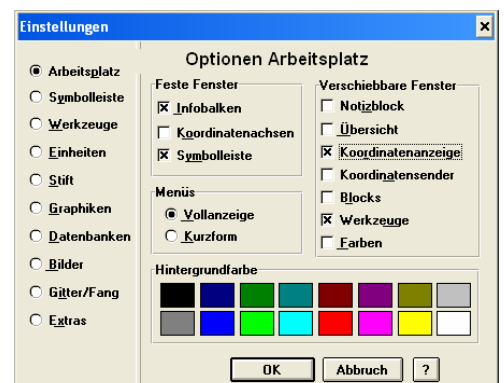 Einstellungen
Optionen Arbeitsplatz
Arbeitsplatz
Symbolleiste
Werkzeuge
Einheiten
Stift
Graphiken
Datenbanken
Bilder
Gitter/Fang
Extras
Feste Fenster
Infobalken
Koordinatenachsen
Symbolleiste
Menüs
Vollanzeige
Kurzform
Verschiebbare Fenster
Notizblock
Übersicht
Koordinatenanzeige
Koordinatensender
Blocks
Werkzeuge
Farben
Hintergrundfarbe
OK
Abbruch
?